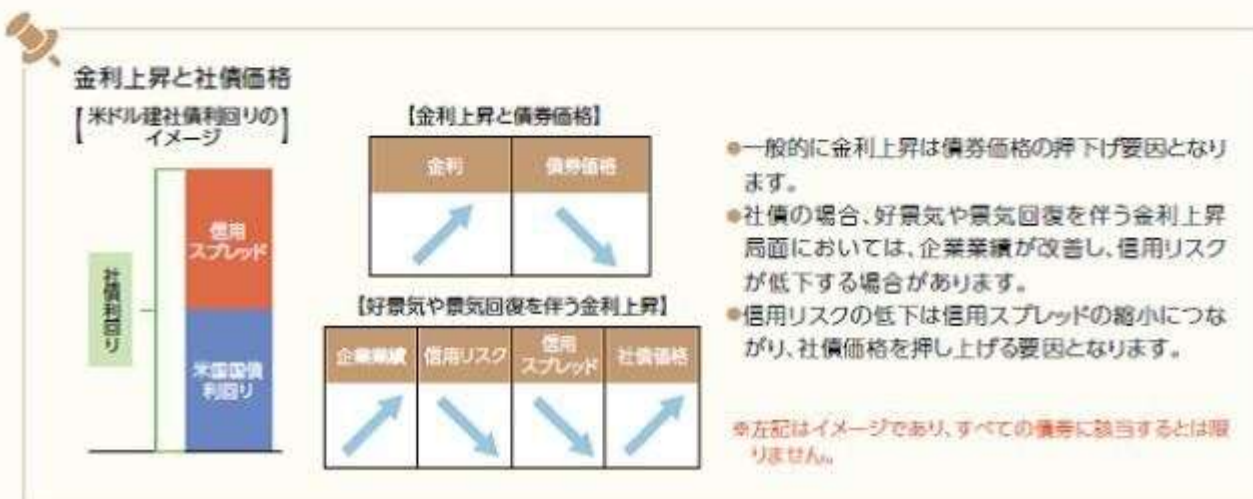 金利上昇と社債価格
【米ドル建社債利回りの
イメージ】
社債利回り
信用
スプレッド
米国国債
利回り
【金利上昇と債券価格】
金利
債券価格
【好景気や景気回復を伴う金利上昇】
企業業績
信用リスク
信用
スプレッド
社債価格
●一般的に金利上昇は債券価格の押下げ要因となり
ます。
●社債の場合、好景気や景気回復を伴う金利上昇
局面においては、企業業績が改善し、信用リスク
が低下する場合があります。
●信用リスクの低下は信用スプレッドの縮小につな
がり、社債価格を押し上げる要因となります。
※左記はイメージであり、すべての債券に該当するとは限
りません。